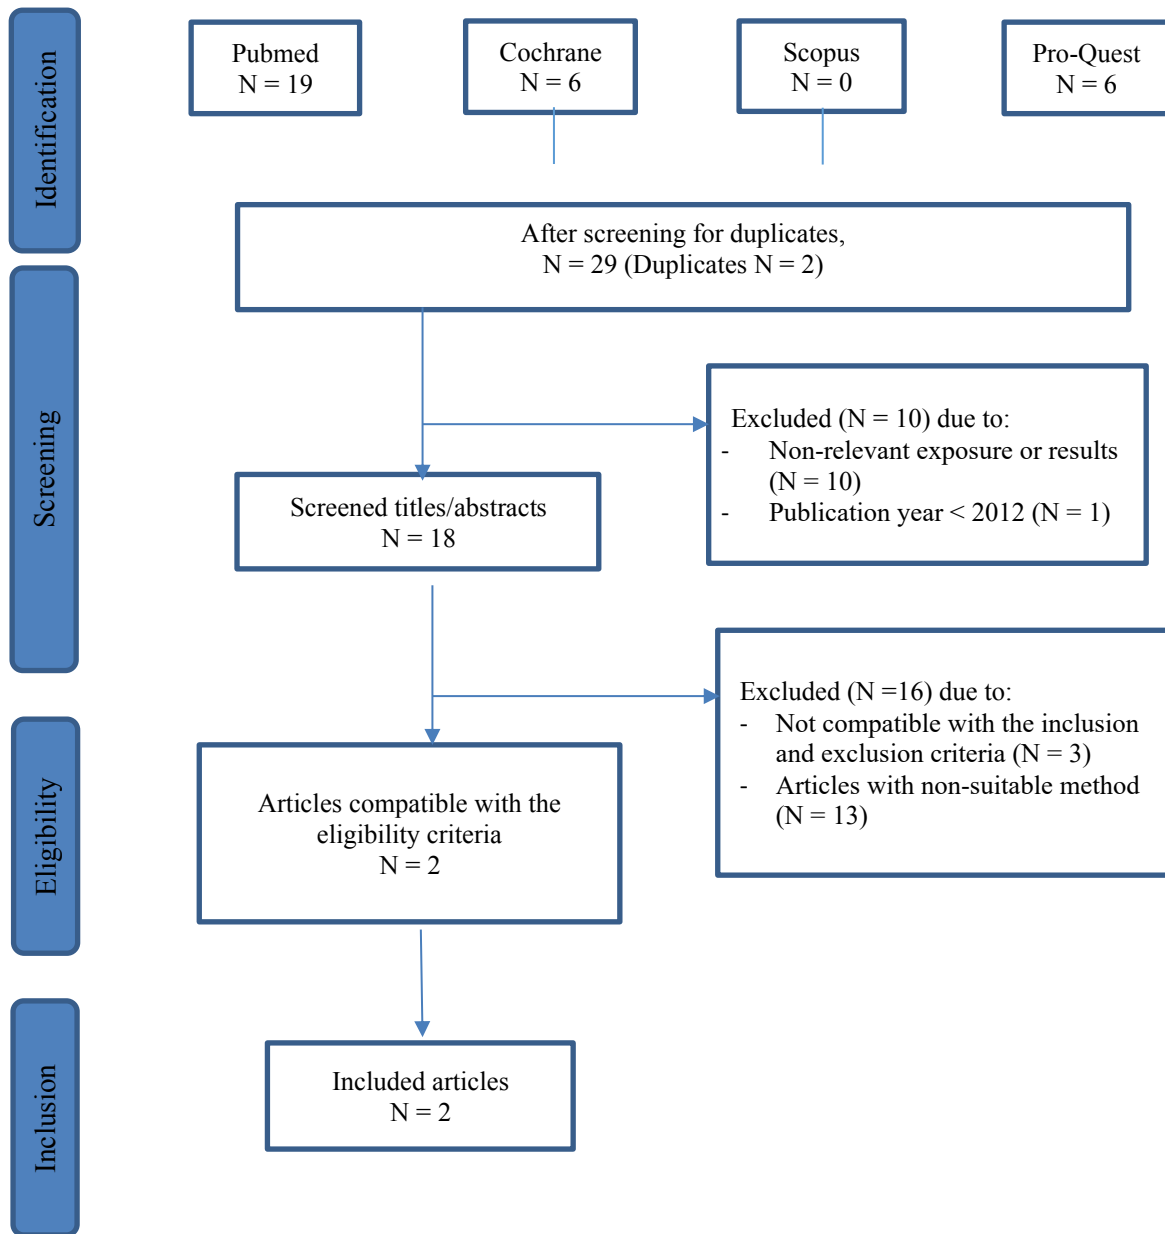 Identification
Pubmed
N = 19
Cochrane
N = 6
Scopus
N = 0
Pro-Quest
N = 6
After screening for duplicates,
N = 29 (Duplicates N = 2)
Screening
Excluded (N = 10) due to:
- Non-relevant exposure or results
(N = 10)
- Publication year < 2012 (N = 1)
Screened titles/abstracts
N = 18
Excluded (N =16) due to:
- Not compatible with the inclusion
and exclusion criteria (N = 3)
- Articles with non-suitable method
(N = 13)
Eligibility
Articles compatible with the
eligibility criteria
N = 2
Inclusion
Included articles
N = 2